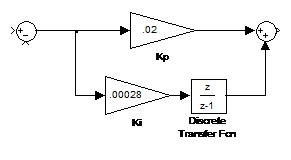 .02
Kp
.00028
Ki
z
z-1
Discrete
Transfer Fcn